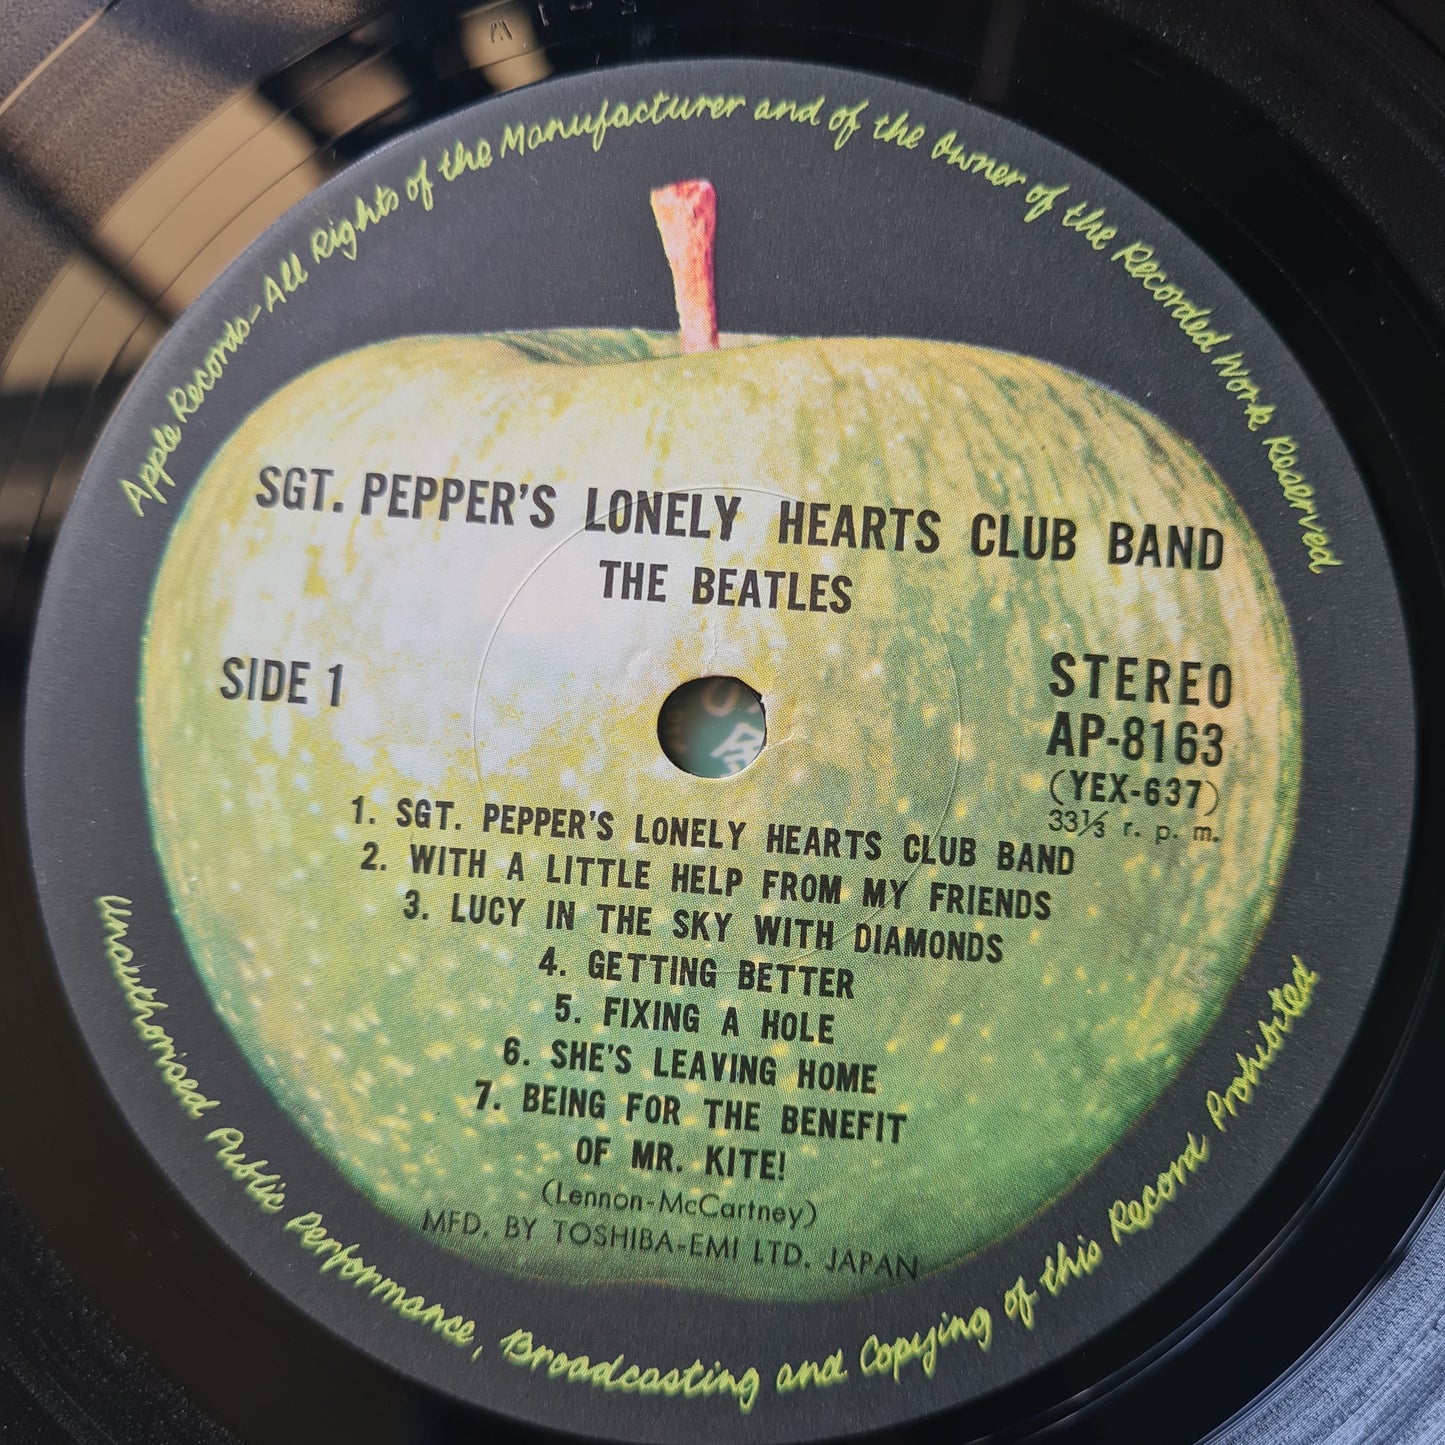 Apple Records-All Rights of the Manufacturer and of the Owner of the Recorded Work Reserved
SGT. PEPPER'S LONELY HEARTS CLUB BAND
THE BEATLES
SIDE 1
STEREO
AP-8163
(YEX-637)
33⅓ r. p. m.
1. SGT. PEPPER'S LONELY HEARTS CLUB BAND
2. WITH A LITTLE HELP FROM MY FRIENDS
3. LUCY IN THE SKY WITH DIAMONDS
4. GETTING BETTER
5. FIXING A HOLE
6. SHE'S LEAVING HOME
7. BEING FOR THE BENEFIT
OF MR. KITE!
(Lennon-McCartney)
MFD. BY TOSHIBA-EMI LTD. JAPAN
Unauthorised Public Performance, Broadcasting and Copying of this Record Prohibited